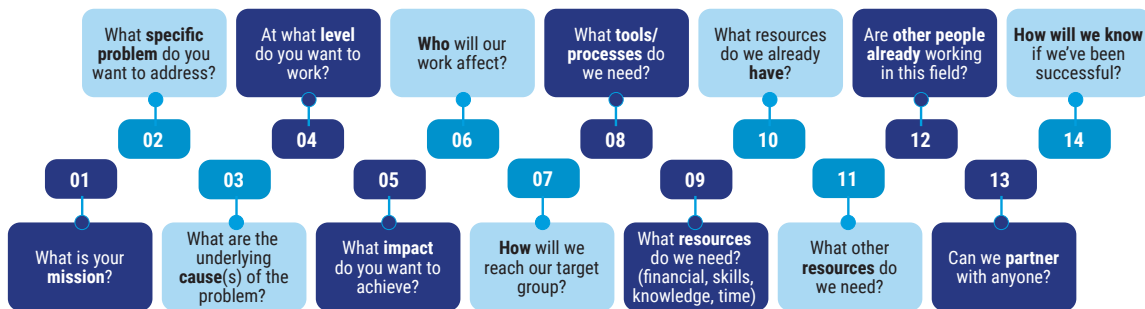 What specific
problem do you
want to address?
At what level
do you want to
work?
Who will our
work affect?
What tools/
processes do
we need?
What resources
do we already
have?
Are other people
already working
in this field?
How will we know
if we've been
successful?
02
04
06
08
10
12
14
01
03
05
07
09
11
13
What is your
mission?
What are the
underlying
cause(s) of the
problem?
What impact
do you want to
achieve?
How will we
reach our target
group?
What resources
do we need?
(financial, skills,
knowledge, time)
What other
resources do
we need?
Can we partner
with anyone?